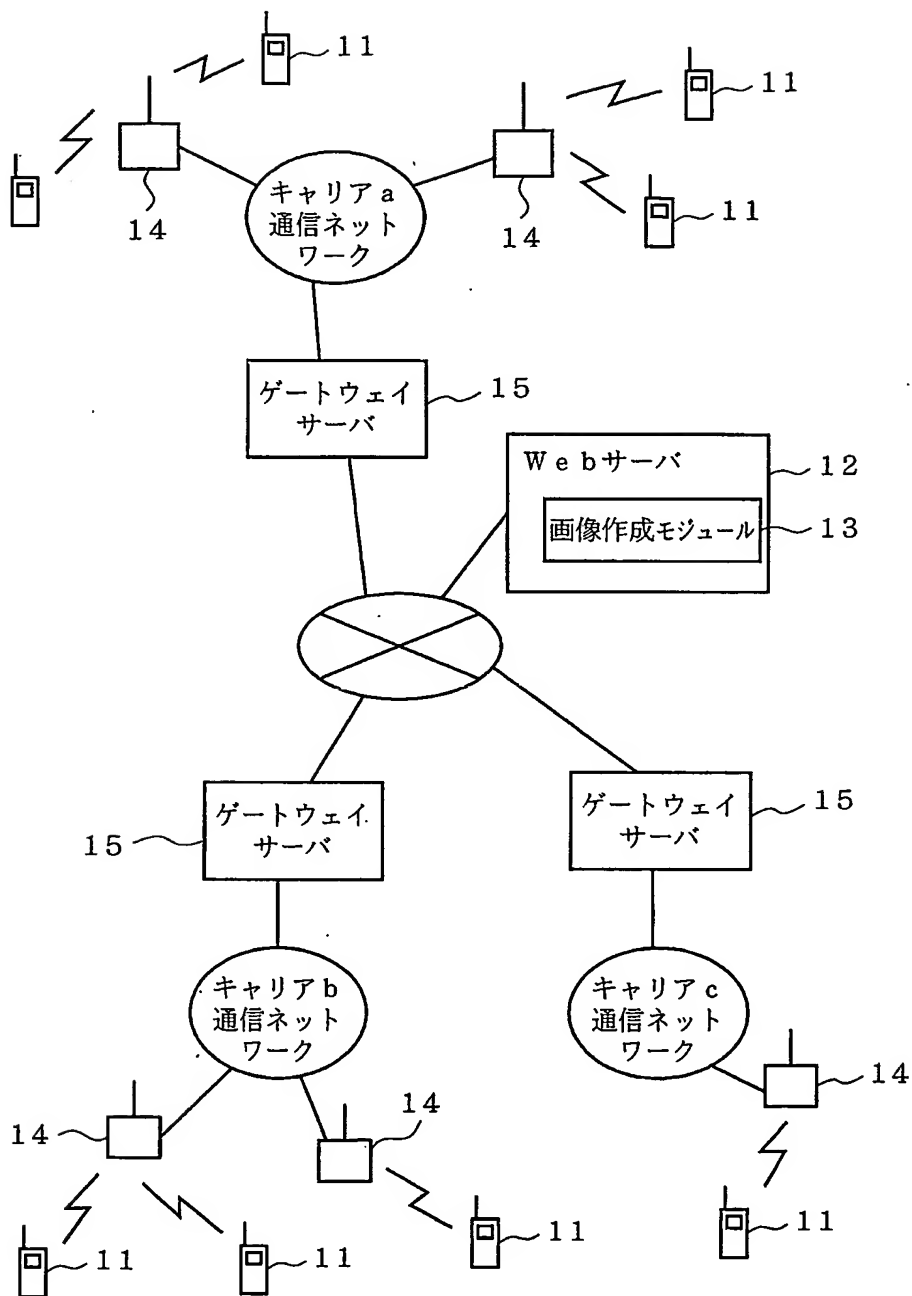 11
11
14
キャリアa
通信ネット
ワーク
14
11
ゲートウェイ
サーバ
15
Webサーバ
12
画像作成モジュール
13
ゲートウェイ
サーバ
15
ゲートウェイ
サーバ
15
キャリアb
通信ネット
ワーク
キャリアc
通信ネット
ワーク
14
14
14
11
11
11
11